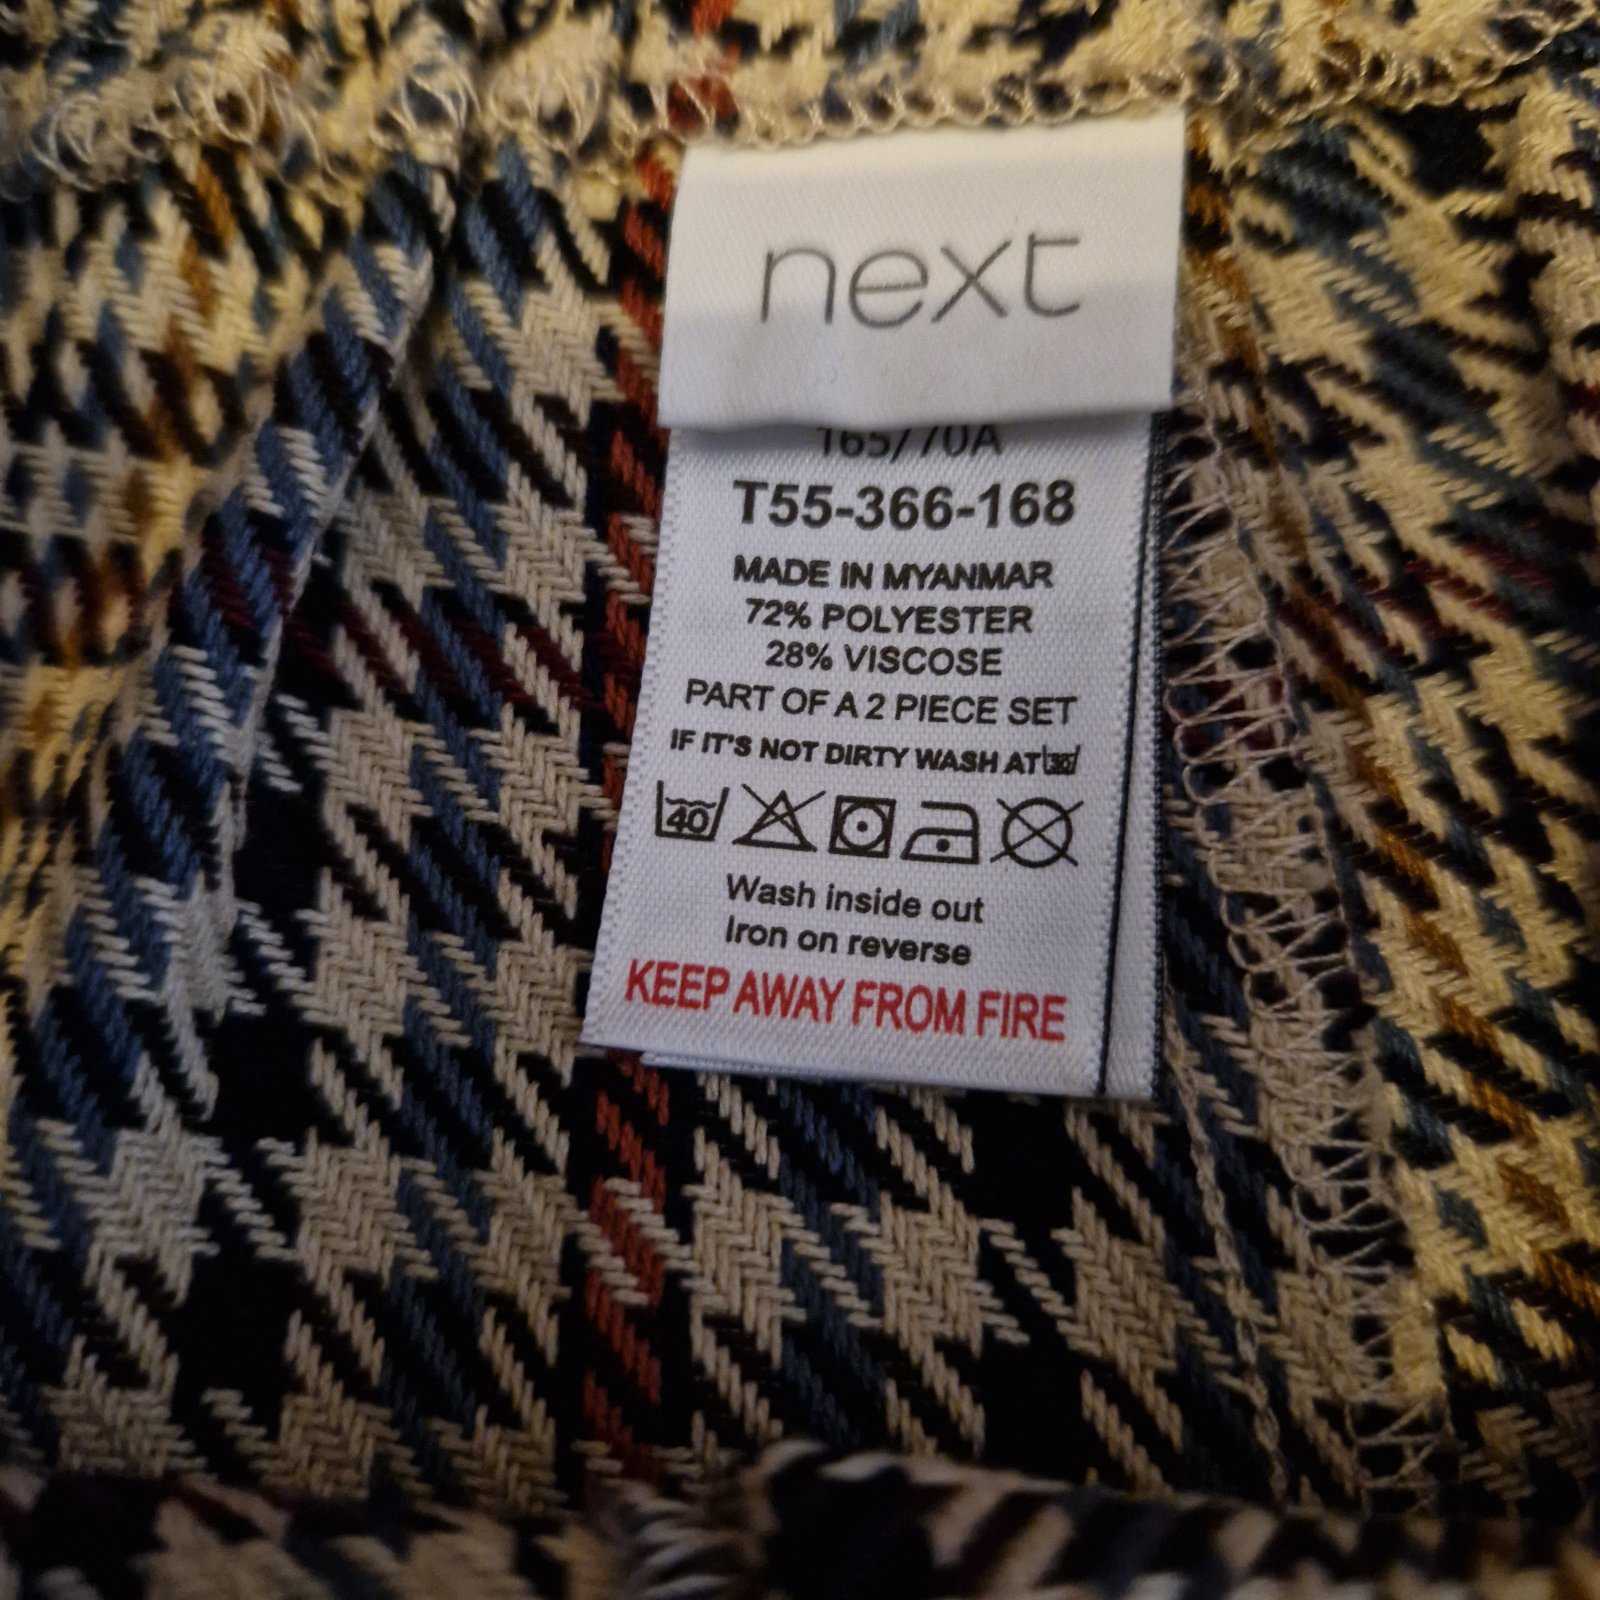 next
165/70A
T55-366-168
MADE IN MYANMAR
72% POLYESTER
28% VISCOSE
PART OF A 2 PIECE SET
IF IT'S NOT DIRTY WASH AT 30
40
Wash inside out
Iron on reverse
KEEP AWAY FROM FIRE